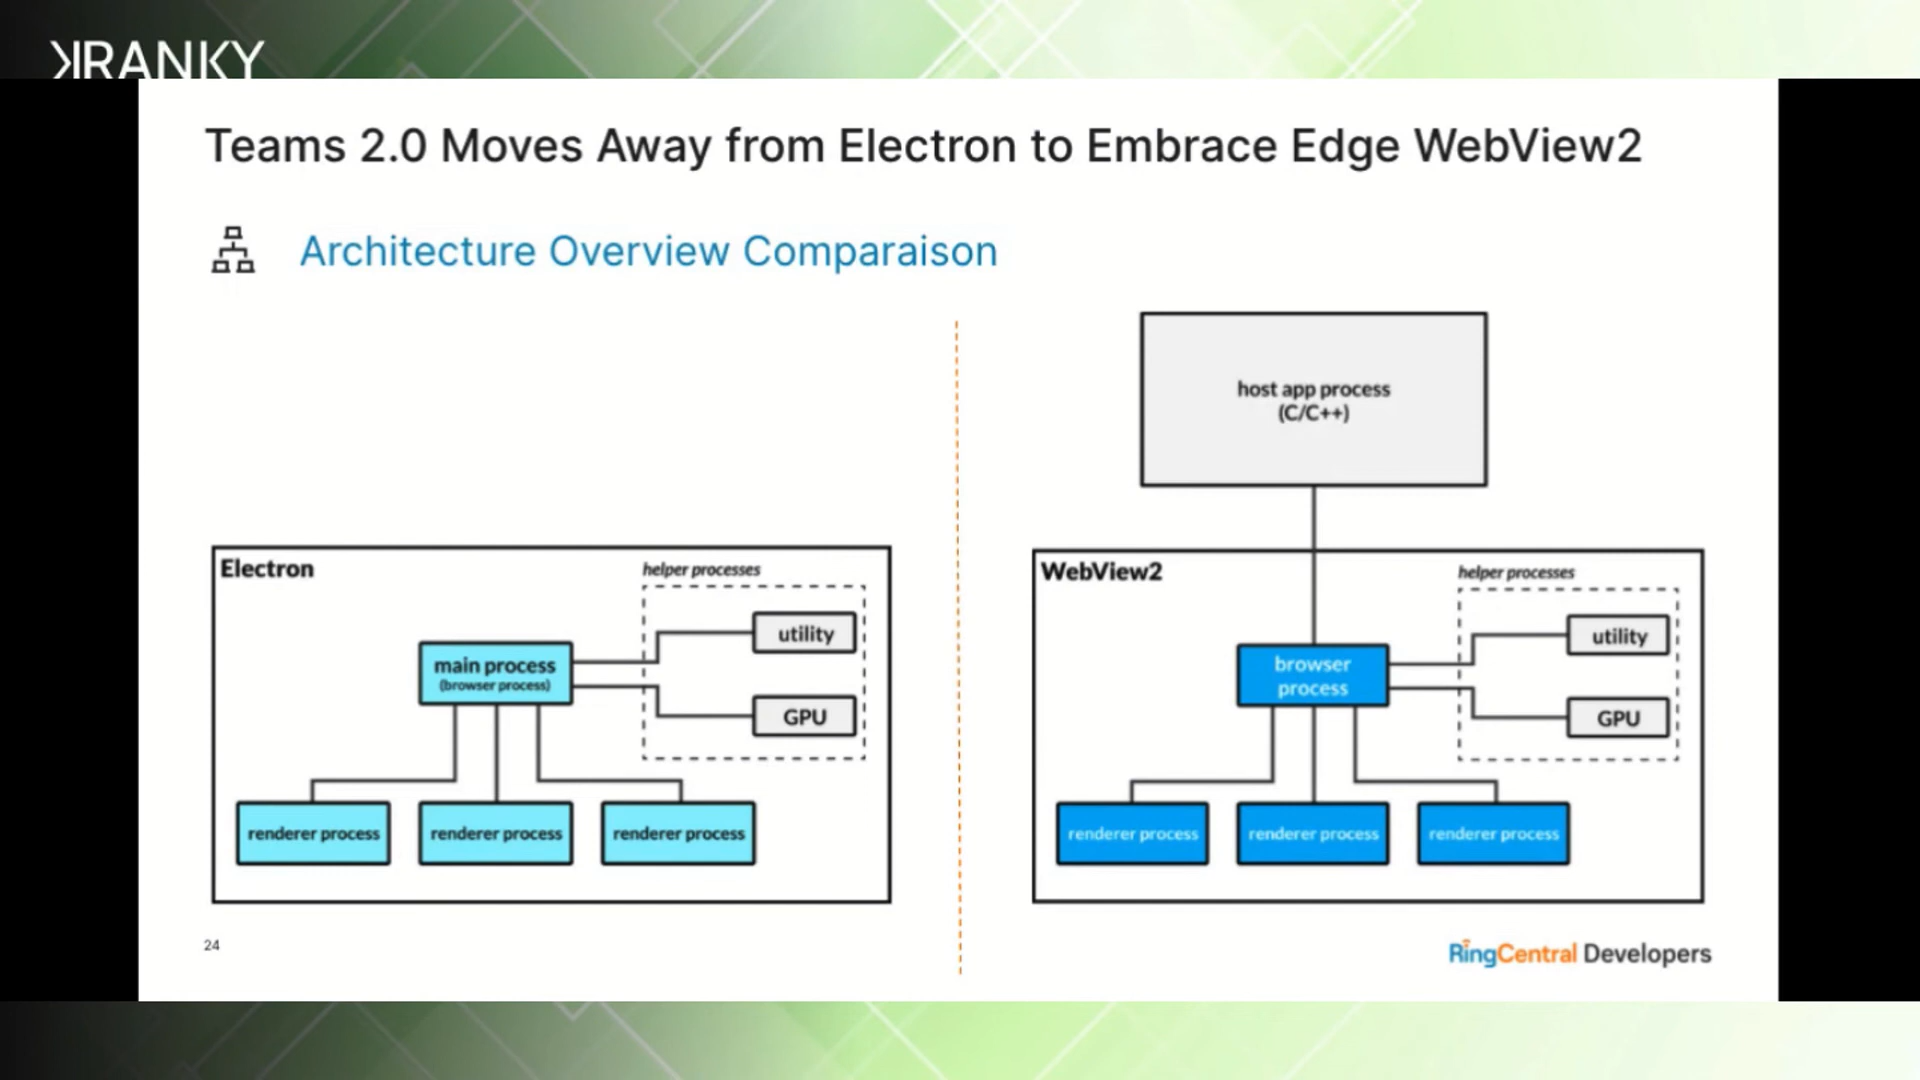 KRANKY
Teams 2.0 Moves Away from Electron to Embrace Edge WebView2
Architecture Overview Comparaison
Electron
helper processes
utility
main process
(browser process)
GPU
renderer process
renderer process
renderer process
host app process
(C/C++)
WebView2
helper processes
utility
browser
process
GPU
renderer process
renderer process
renderer process
24
RingCentral Developers